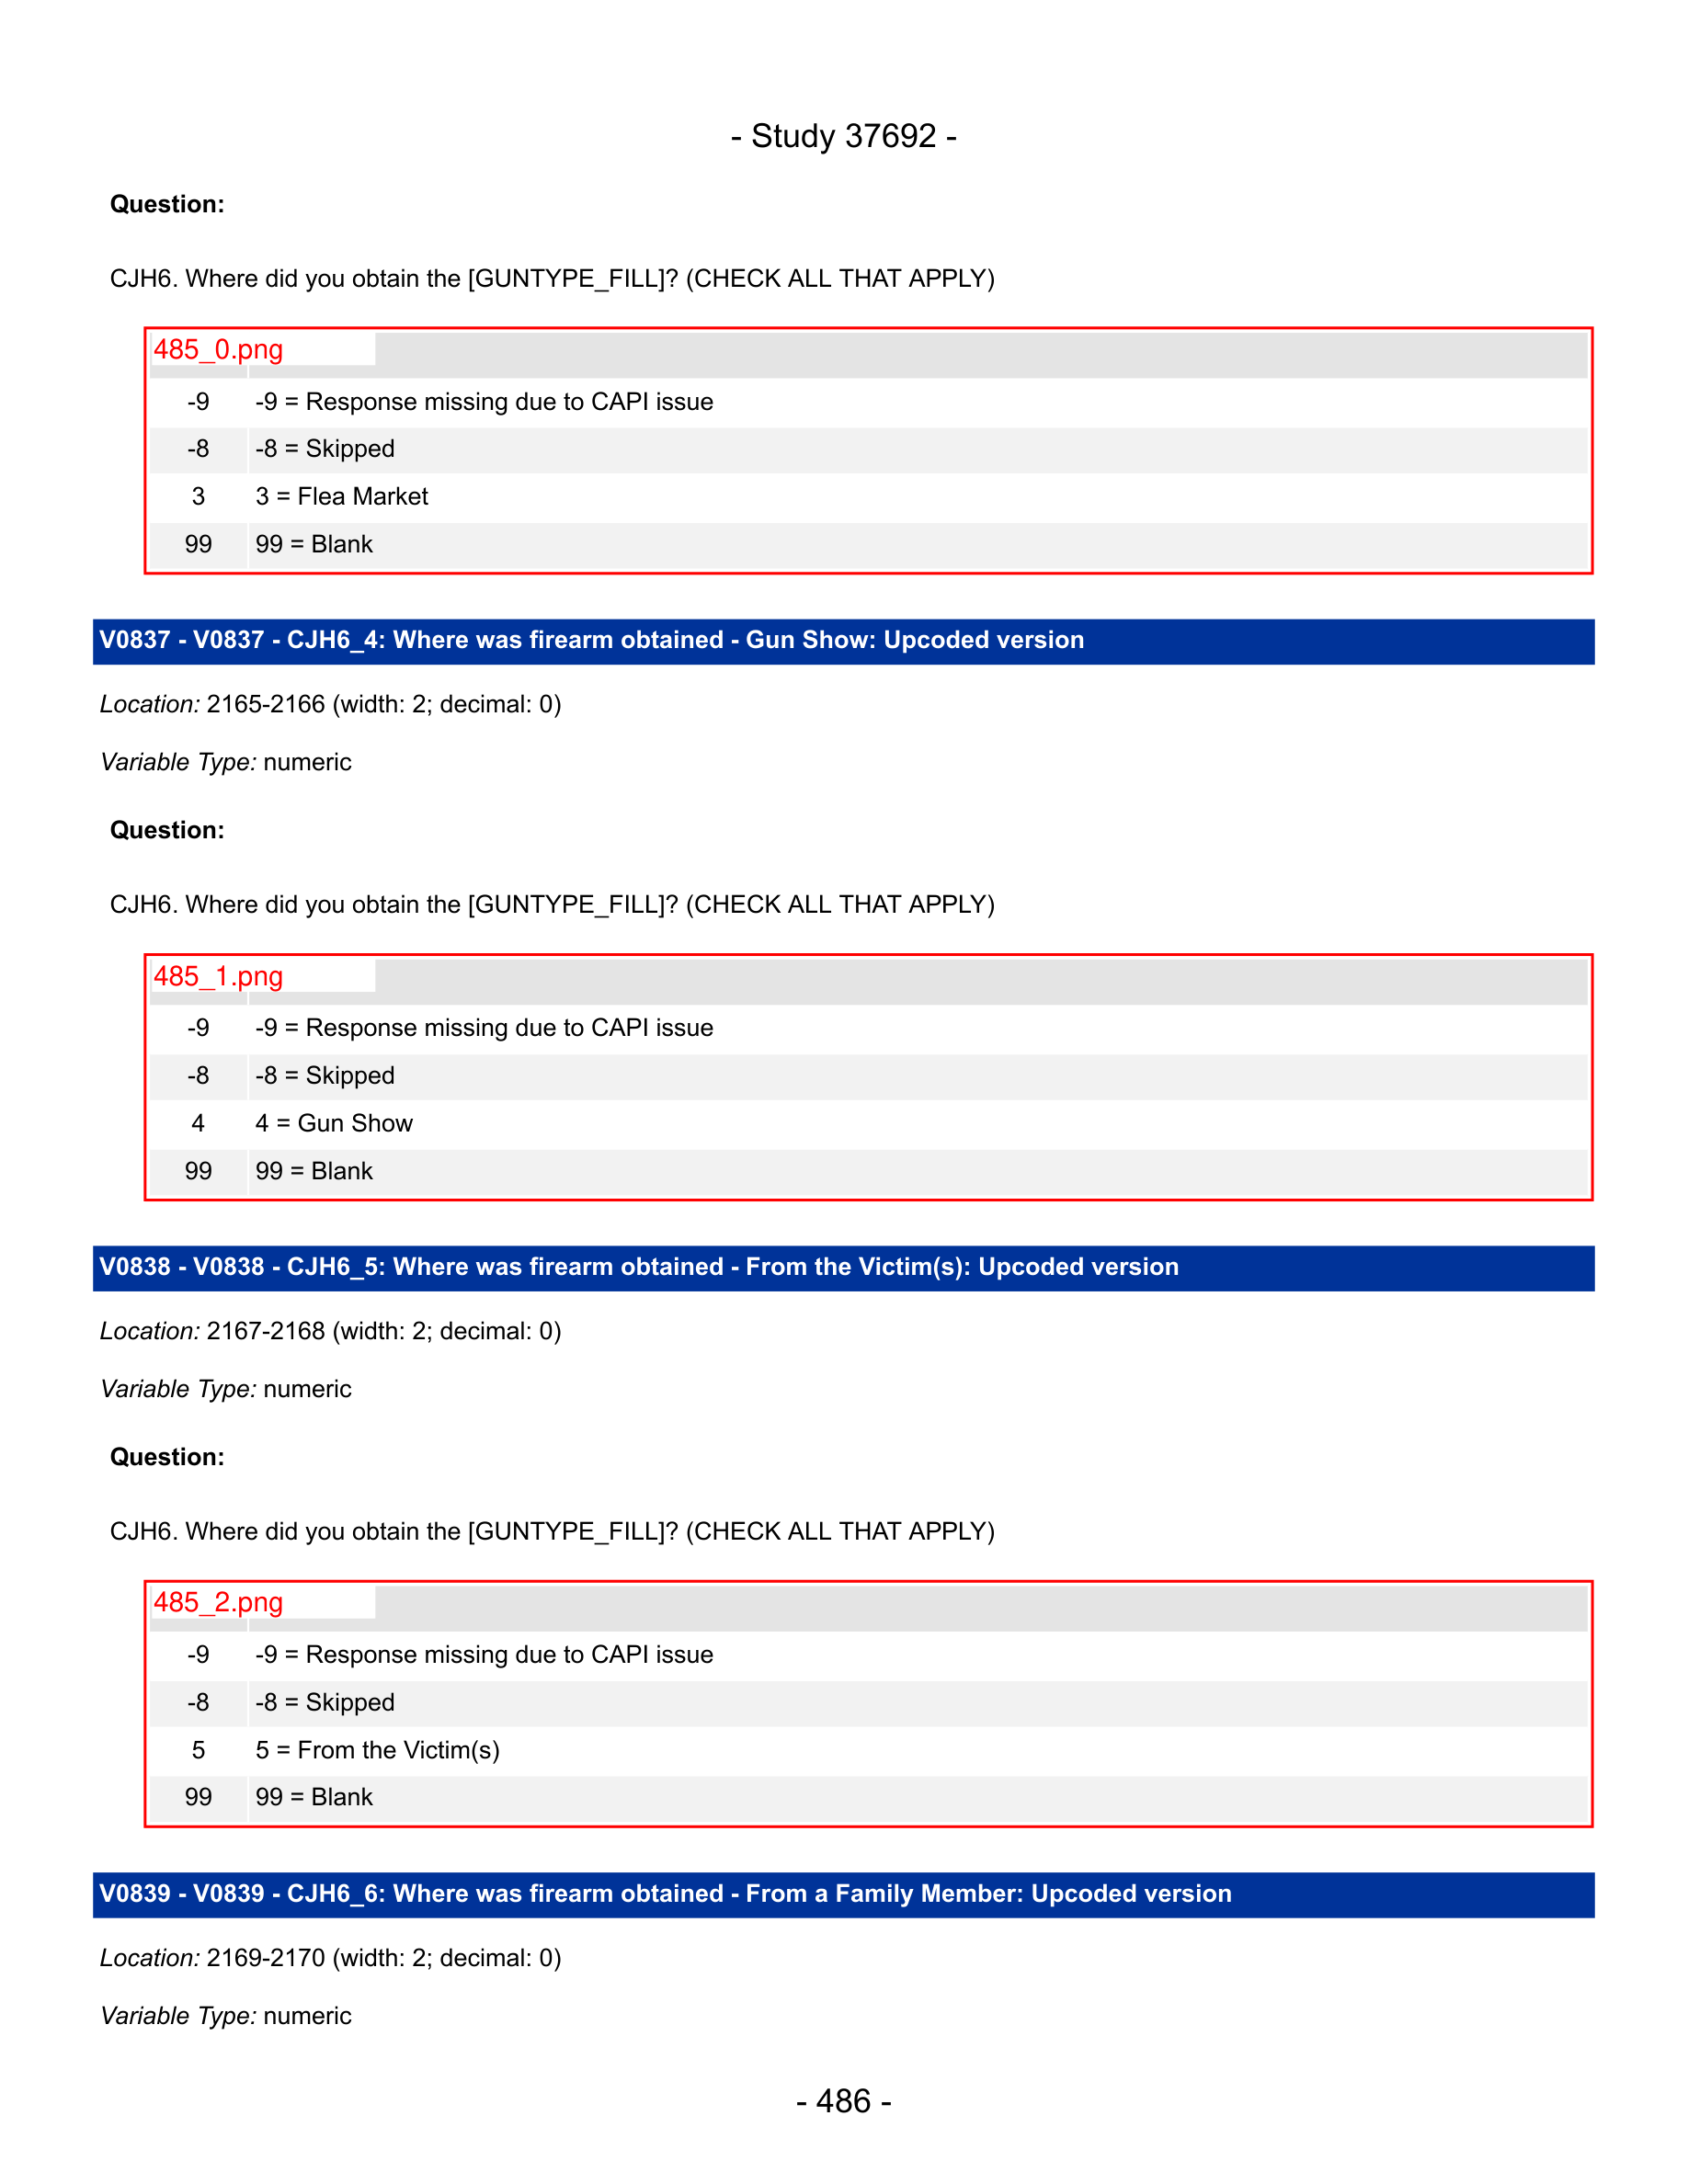 - Study 37692 -
Question:
CJH6. Where did you obtain the [GUNTYPE_FILL]? (CHECK ALL THAT APPLY)
485_0.png
-9 -9 = Response missing due to CAPI issue
-8 -8 = Skipped
3 3 = Flea Market
99 99 = Blank
V0837 - V0837 - CJH6_4: Where was firearm obtained - Gun Show: Upcoded version
Location: 2165-2166 (width: 2; decimal: 0)
Variable Type: numeric
Question:
CJH6. Where did you obtain the [GUNTYPE_FILL]? (CHECK ALL THAT APPLY)
485_1.png
-9 -9 = Response missing due to CAPI issue
-8 -8 = Skipped
4 4 = Gun Show
99 99 = Blank
V0838 - V0838 - CJH6_5: Where was firearm obtained - From the Victim(s): Upcoded version
Location: 2167-2168 (width: 2; decimal: 0)
Variable Type: numeric
Question:
CJH6. Where did you obtain the [GUNTYPE_FILL]? (CHECK ALL THAT APPLY)
485_2.png
-9 -9 = Response missing due to CAPI issue
-8 -8 = Skipped
5 5 = From the Victim(s)
99 99 = Blank
V0839 - V0839 - CJH6_6: Where was firearm obtained - From a Family Member: Upcoded version
Location: 2169-2170 (width: 2; decimal: 0)
Variable Type: numeric
- 486 -